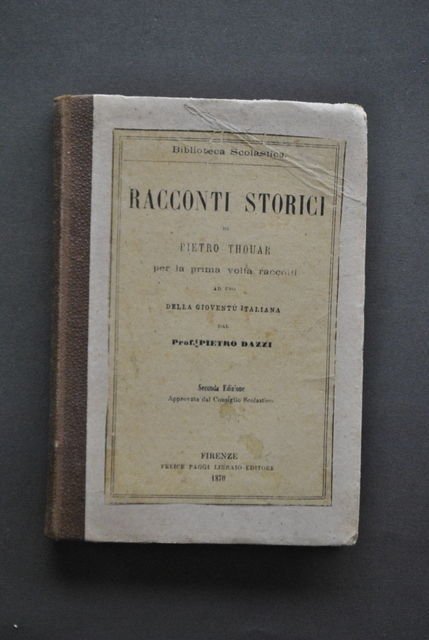 Biblioteca Scolastica.
RACCONTI STORICI
DI
PIETRO THOUAR
per la prima volta raccolti
AD USO
DELLA GIOVENTÙ ITALIANA
DAL
Prof. PIETRO DAZZI
Seconda Edizione
Approvata dal Consiglio Scolastico
FIRENZE
FELICE PAGGI LIBRAIO-EDITORE
1870